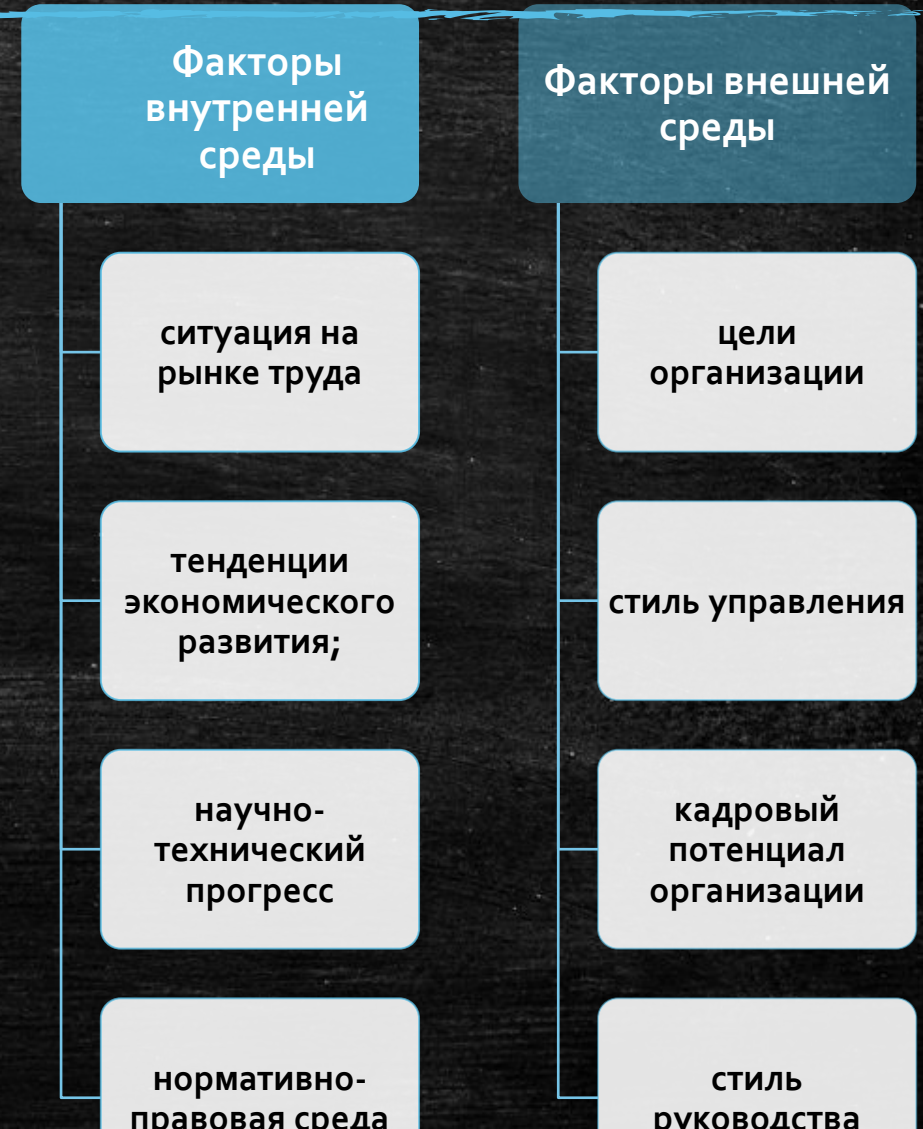 Факторы
внутренней
среды
ситуация на
рынке труда
тенденции
экономического
развития;
научно-
технический
прогресс
нормативно-
правовая среда
Факторы внешней
среды
цели
организации
стиль управления
кадровый
потенциал
организации
стиль
руководства